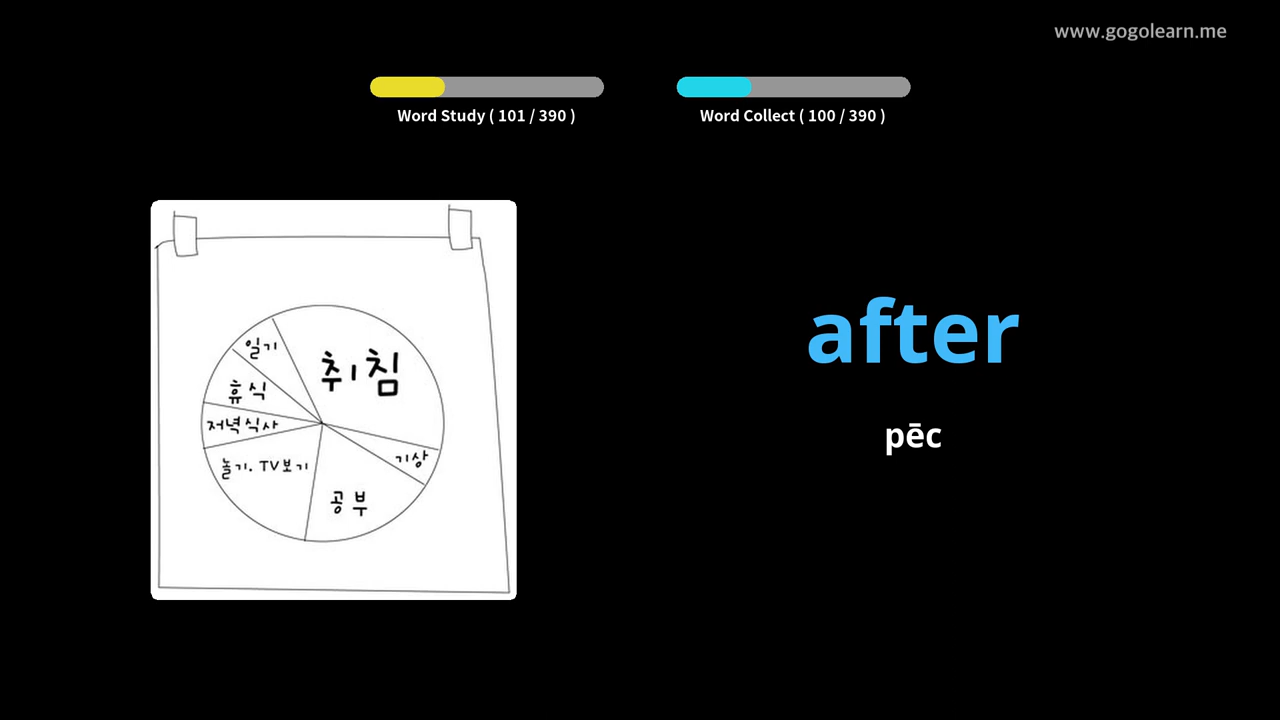 www.gogolearn.me
Word Study ( 101 / 390 )
Word Collect ( 100 / 390 )
일기
취침
휴식
저녁식사
놀기. TV보기
기상
공부
after
pēc